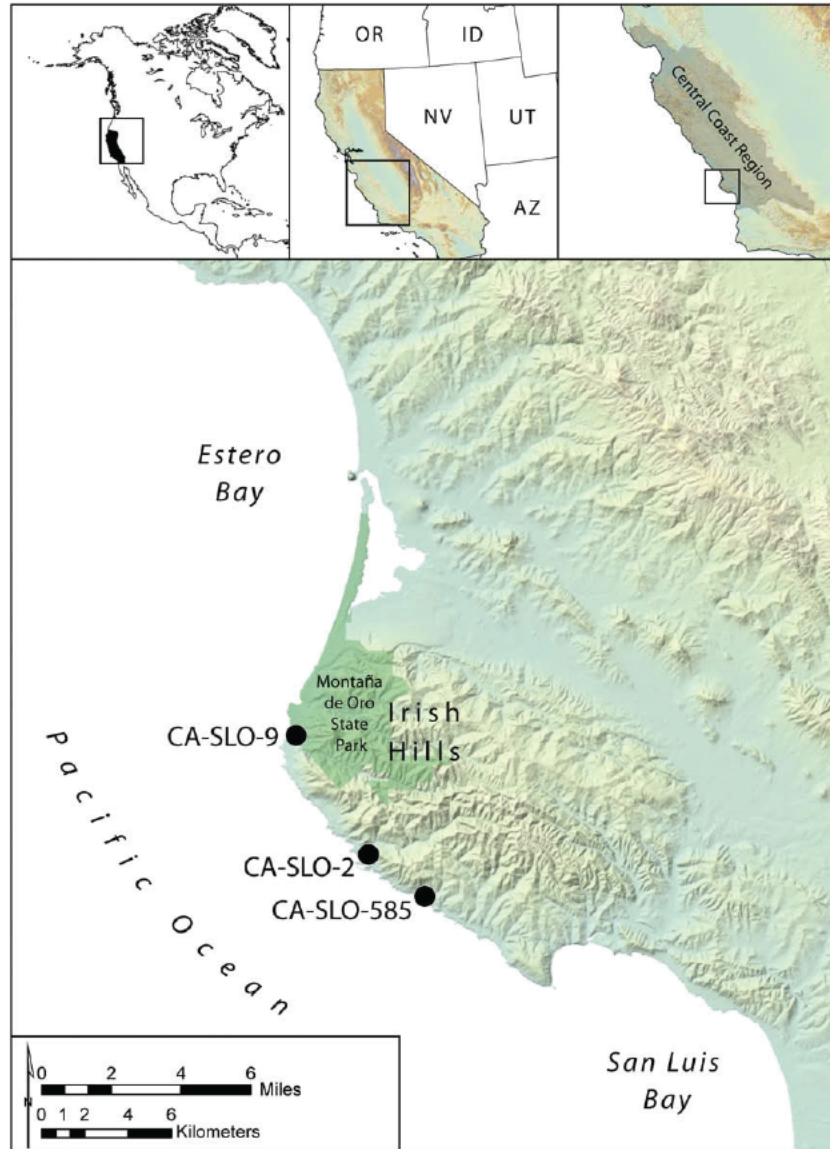 OR
ID
NV
UT
AZ
Central Coast Region
Estero
Bay
Montaña
de Oro
State
Park
Irish
Hills
CA-SLO-9
CA-SLO-2
CA-SLO-585
Pacific Ocean
San Luis
Bay
N
0 2 4 6
Miles
0 1 2 4 6
Kilometers